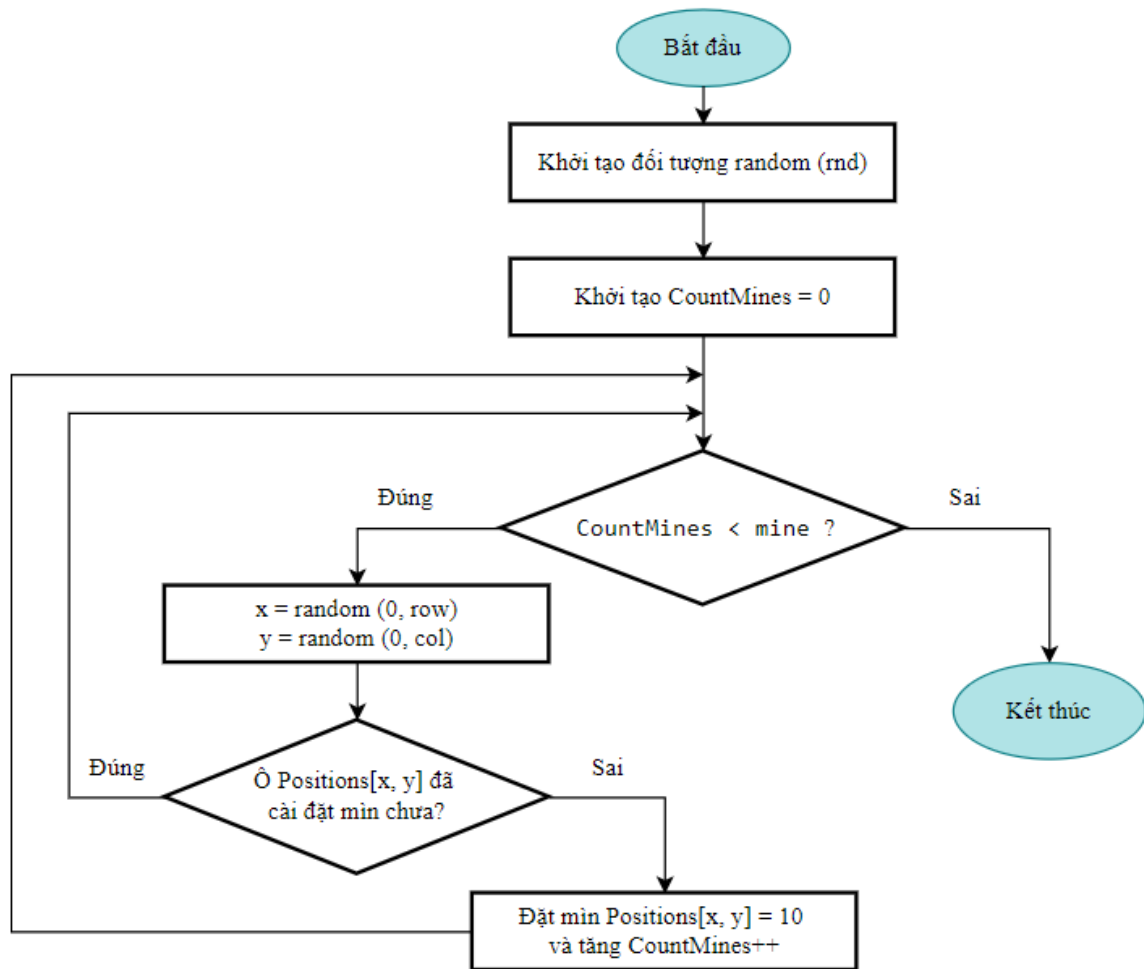 Bắt đầu
Khởi tạo đối tượng random (rnd)
Khởi tạo CountMines = 0
Đúng
Sai
CountMines < mine ?
x = random (0, row)
y = random (0, col)
Kết thúc
Đúng
Sai
Ô Positions[x, y] đã
cài đặt mìn chưa?
Đặt mìn Positions[x, y] = 10
và tăng CountMines++